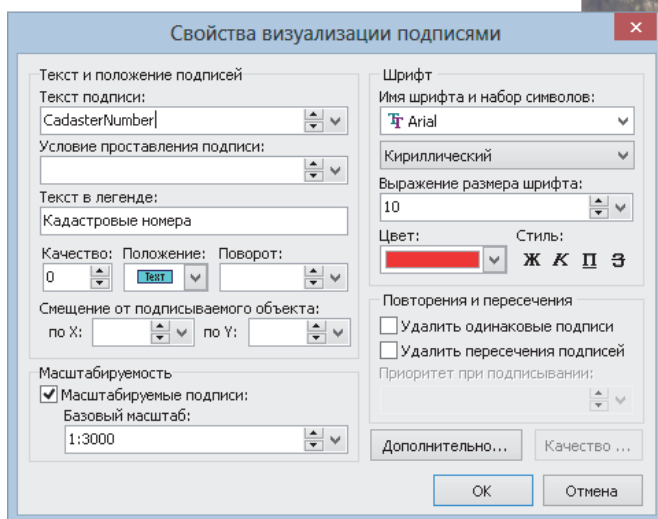 Свойства визуализации подписями
Текст и положение подписей
Текст подписи:
CadasterNumber
Условие проставления подписи:
Текст в легенде:
Кадастровые номера
Качество: Положение: Поворот:
0 Текст
Смещение от подписываемого объекта:
по X: по Y:
Масштабируемость
Масштабируемые подписи:
Базовый масштаб:
1:3000
Шрифт
Имя шрифта и набор символов:
Arial
Кириллический
Выражение размера шрифта:
10
Цвет: Стиль:
Ж К П З
Повторения и пересечения
Удалить одинаковые подписи
Удалить пересечения подписей
Приоритет при подписывании:
Дополнительно... Качество ...
ОК Отмена